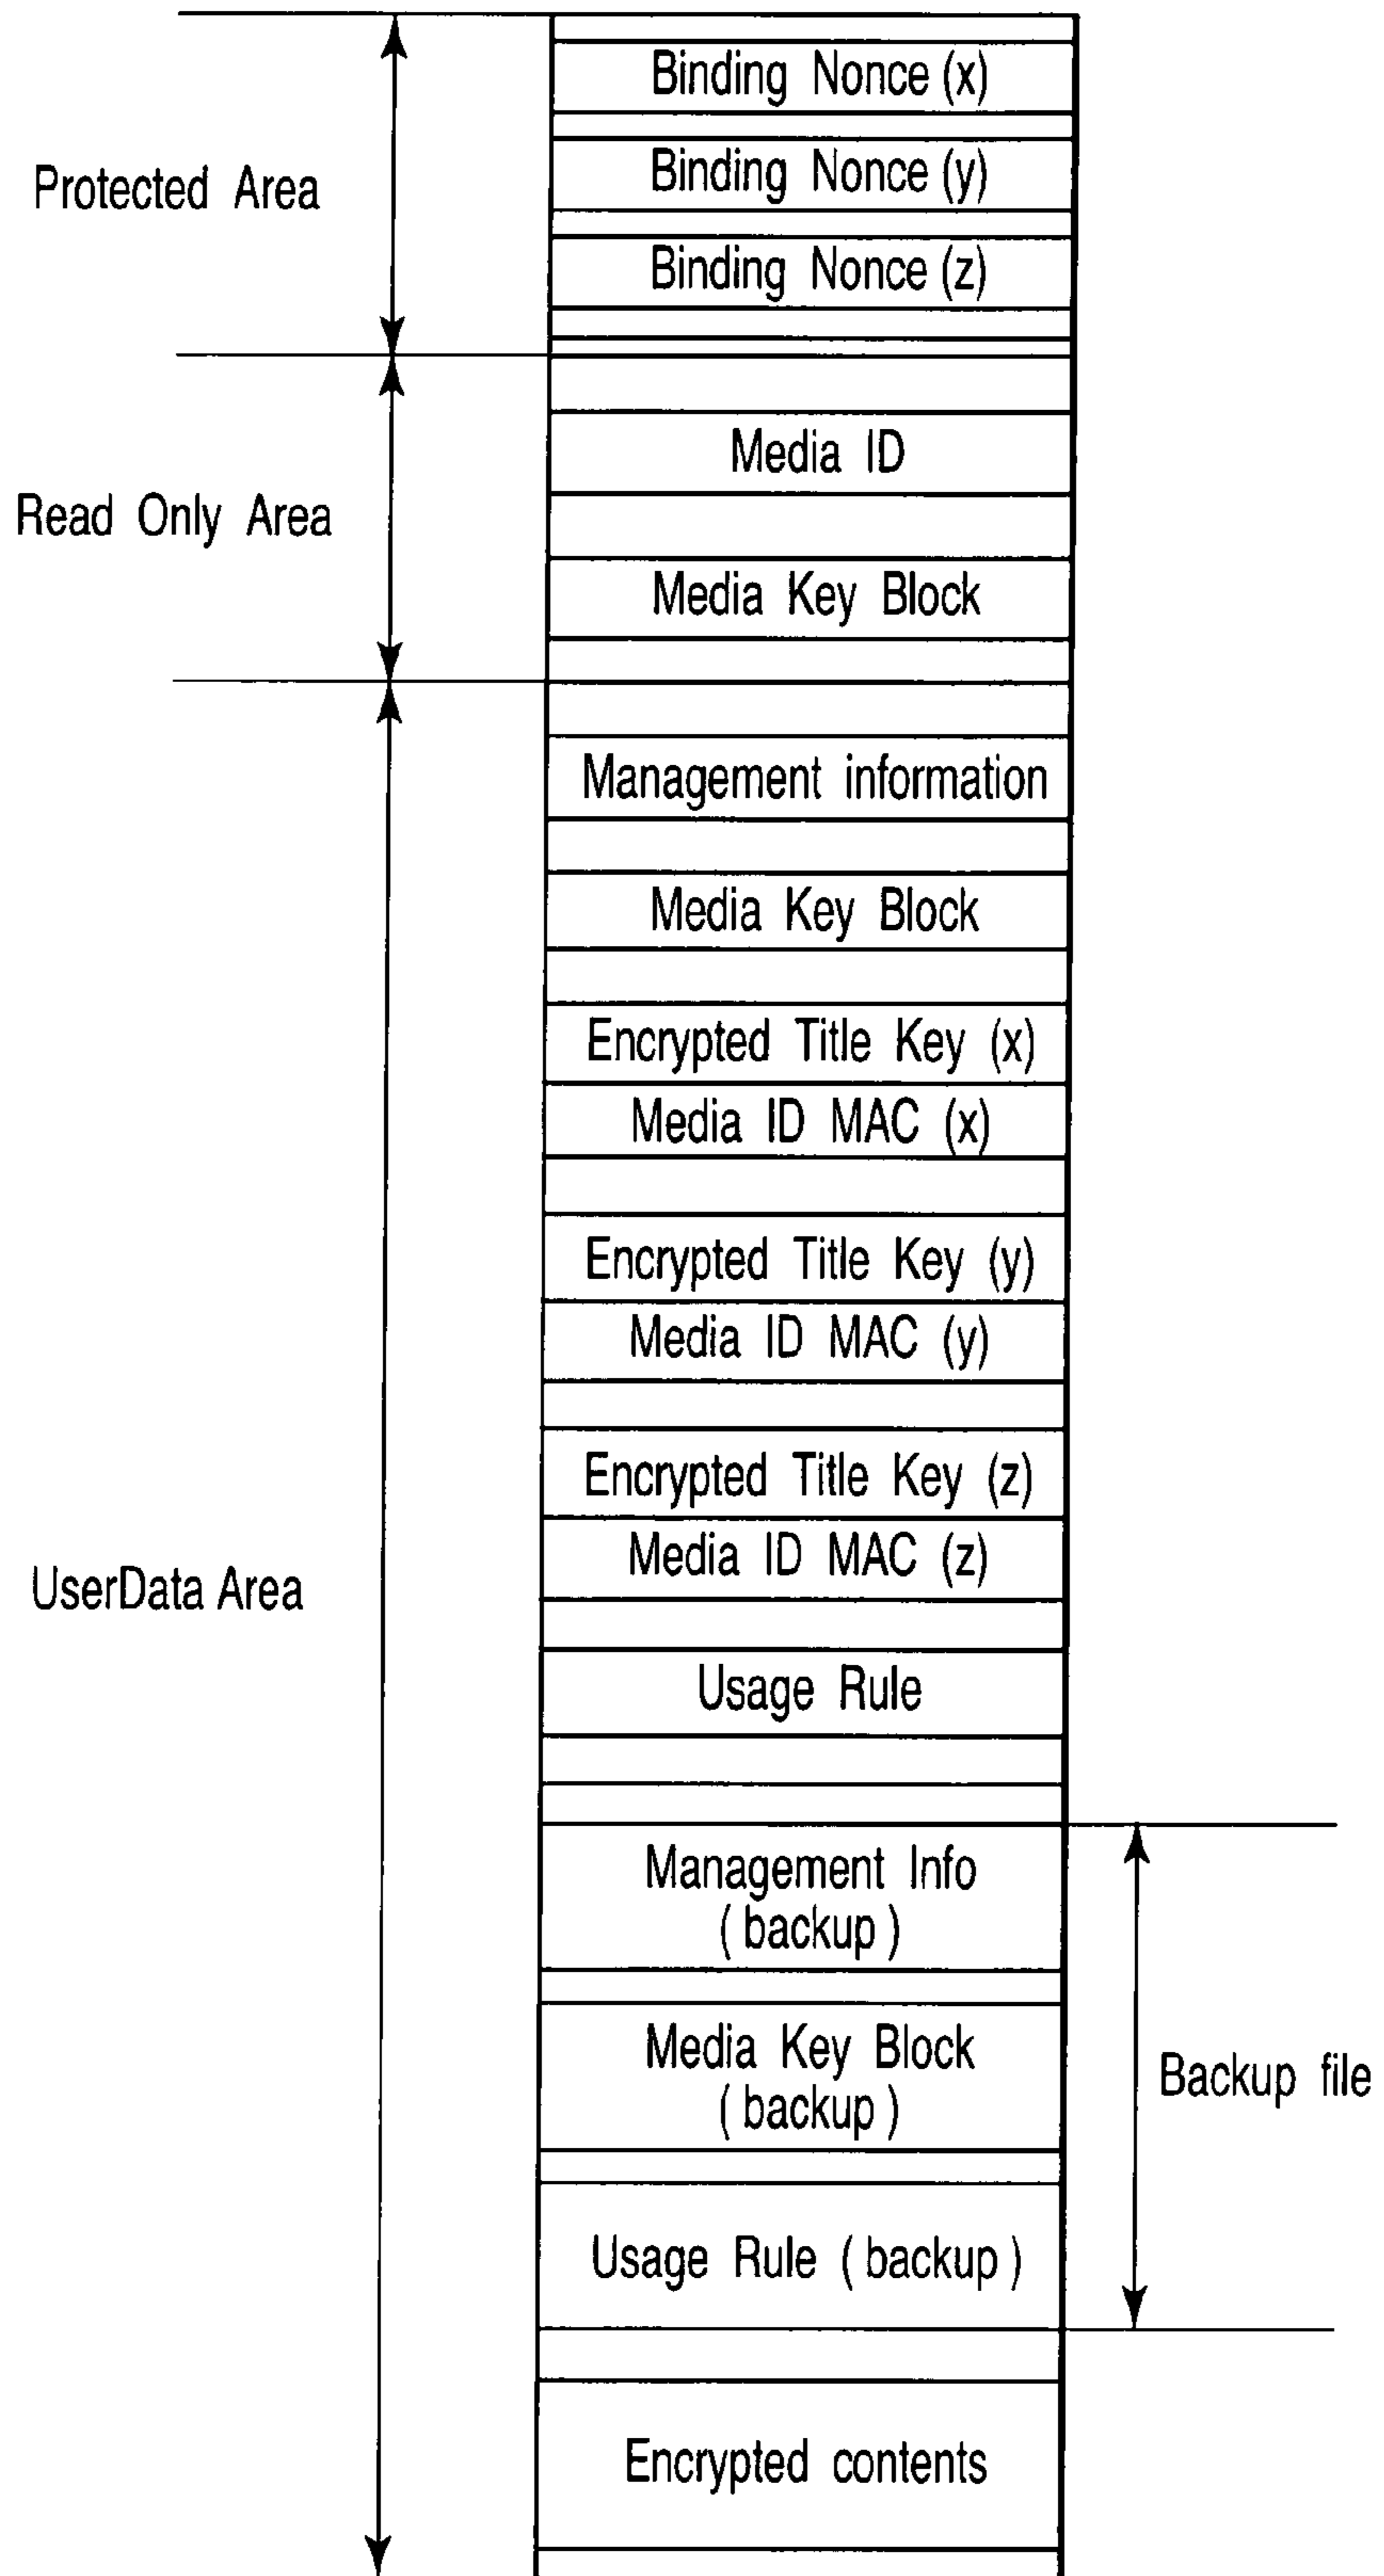 Protected Area
Binding Nonce (x)
Binding Nonce (y)
Binding Nonce (z)
Read Only Area
Media ID
Media Key Block
UserData Area
Management information
Media Key Block
Encrypted Title Key (x)
Media ID MAC (x)
Encrypted Title Key (y)
Media ID MAC (y)
Encrypted Title Key (z)
Media ID MAC (z)
Usage Rule
Management Info
( backup )
Media Key Block
( backup )
Usage Rule ( backup )
Backup file
Encrypted contents